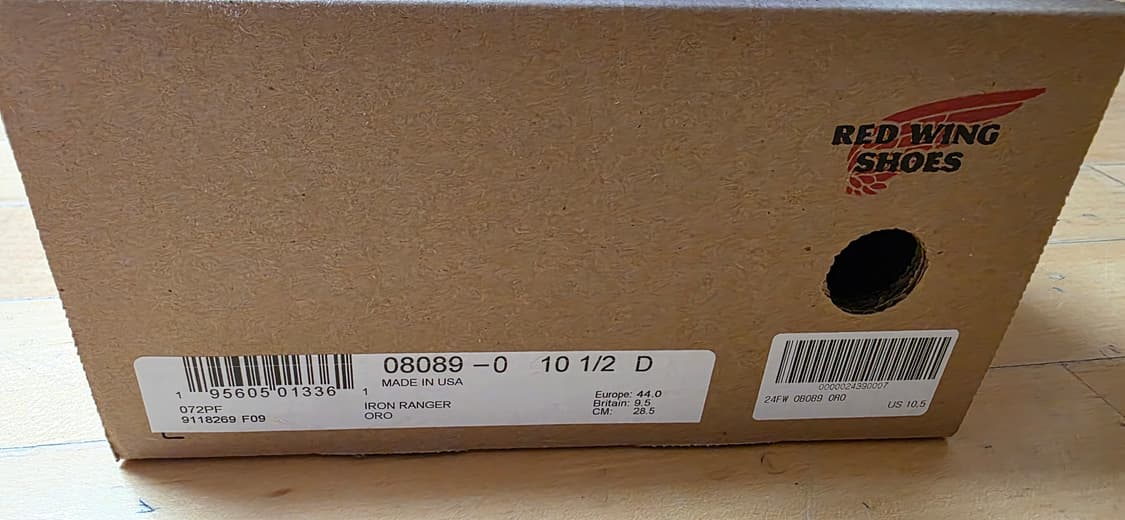 RED WING
SHOES
08089 -0 10 1/2 D
MADE IN USA
1 95605 01336 1
072PF
9118269 F09
IRON RANGER
ORO
Europe: 44.0
Britain: 9.5
CM: 28.5
0000024390007
24FW 08089 ORO
US 10.5